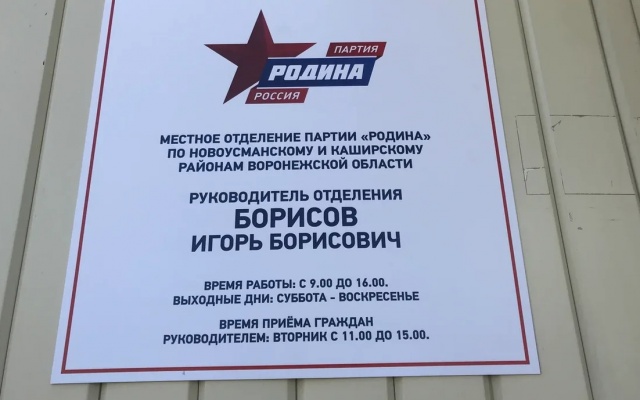 ПАРТИЯ
РОДИНА
РОССИЯ
МЕСТНОЕ ОТДЕЛЕНИЕ ПАРТИИ «РОДИНА»
ПО НОВОУСМАНСКОМУ И КАШИРСКОМУ
РАЙОНАМ ВОРОНЕЖСКОЙ ОБЛАСТИ
РУКОВОДИТЕЛЬ ОТДЕЛЕНИЯ
БОРИСОВ
ИГОРЬ БОРИСОВИЧ
ВРЕМЯ РАБОТЫ: С 9.00 ДО 16.00.
ВЫХОДНЫЕ ДНИ: СУББОТА - ВОСКРЕСЕНЬЕ
ВРЕМЯ ПРИЁМА ГРАЖДАН
РУКОВОДИТЕЛЕМ: ВТОРНИК С 11.00 ДО 15.00.